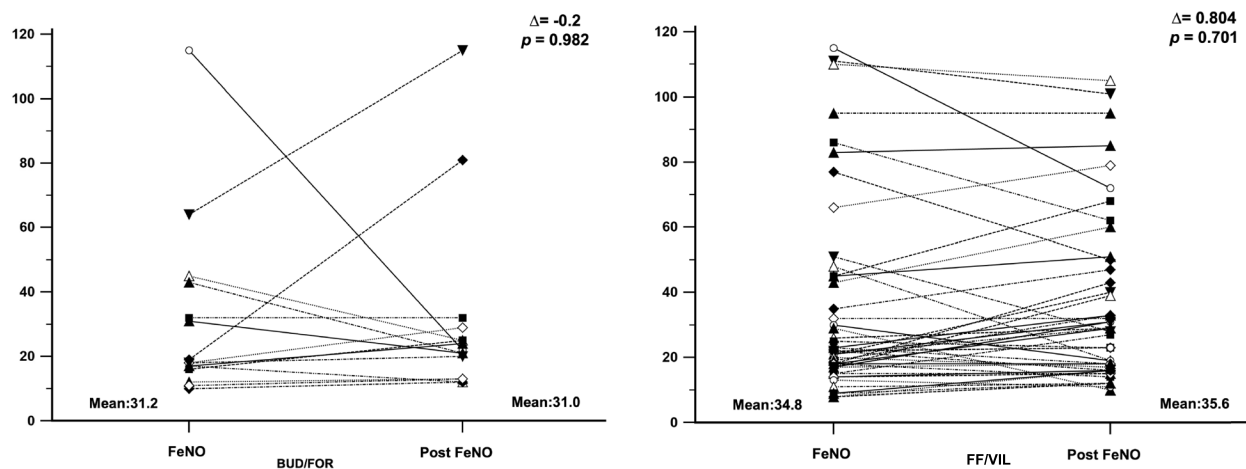 Δ= -0.2
p = 0.982
120
100
80
60
40
20
0
Mean:31.2
Mean:31.0
FeNO
Post FeNO
BUD/FOR
Δ= 0.804
p = 0.701
120
100
80
60
40
20
0
Mean:34.8
Mean:35.6
FeNO
Post FeNO
FF/VIL